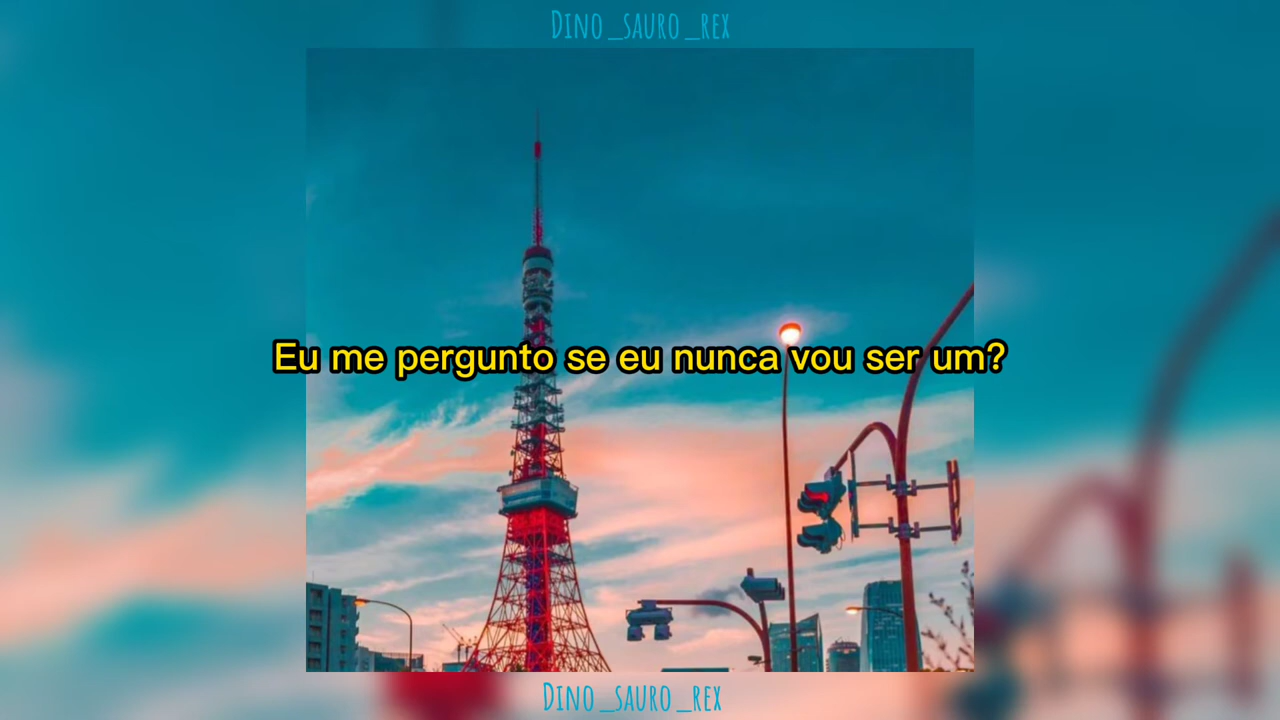 Dino_sauro_rex
Eu me pergunto se eu nunca vou ser um?
Dino_sauro_rex